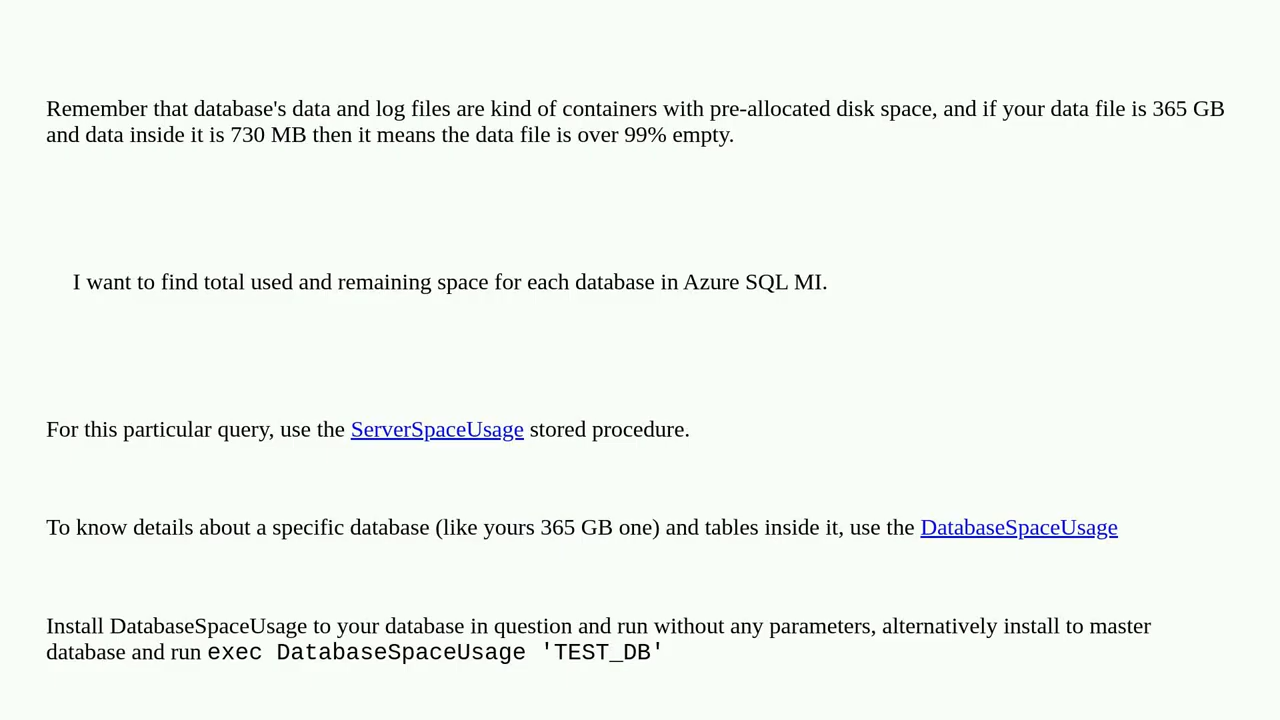 Remember that database's data and log files are kind of containers with pre-allocated disk space, and if your data file is 365 GB
and data inside it is 730 MB then it means the data file is over 99% empty.
I want to find total used and remaining space for each database in Azure SQL MI.
For this particular query, use the ServerSpaceUsage stored procedure.
To know details about a specific database (like yours 365 GB one) and tables inside it, use the DatabaseSpaceUsage
Install DatabaseSpaceUsage to your database in question and run without any parameters, alternatively install to master
database and run exec DatabaseSpaceUsage 'TEST_DB'